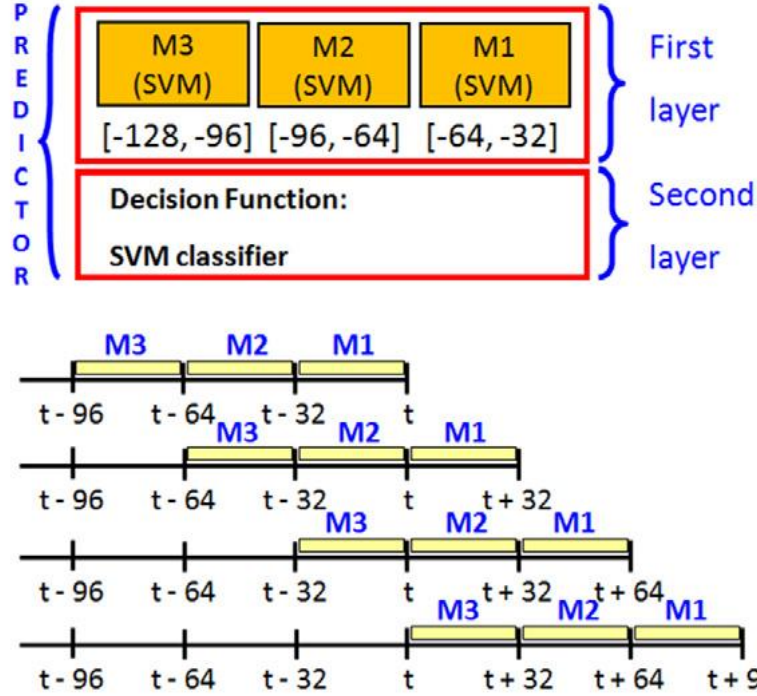 PREDICTOR
M3 M2 M1
(SVM) (SVM) (SVM)
[-128, -96] [-96, -64] [-64, -32]
First
layer
Decision Function:
SVM classifier
Second
layer
M3 M2 M1
t - 96 t - 64 t - 32 t
M3 M2 M1
t - 96 t - 64 t - 32 t t + 32
M3 M2 M1
t - 96 t - 64 t - 32 t t + 32 t + 64
M3 M2 M1
t - 96 t - 64 t - 32 t t + 32 t + 64 t + 9